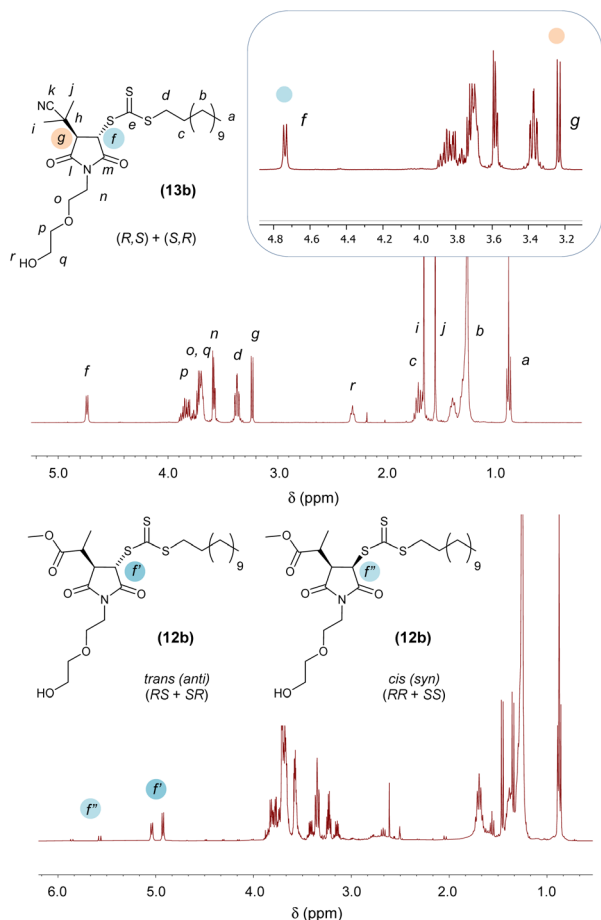 k
j
NC
S
d
b
i
h
S
e
S
c
9
a
g
f
O
l
N
m
O
n
(13b)
o
O
p
(R,S) + (S,R)
r
HO
q
f
g
4.8 4.6 4.4 4.2 4.0 3.8 3.6 3.4 3.2
f
p
o, q
n
d
g
r
c
i
j
b
a
5.0 4.0 3.0 2.0 1.0
δ (ppm)
O
O
S
S
S
9
f'
O
N
O
(12b)
O
HO
trans (anti)
(RS + SR)
O
O
S
S
S
9
f"
O
N
O
(12b)
O
HO
cis (syn)
(RR + SS)
f"
f'
6.0 5.0 4.0 3.0 2.0 1.0
δ (ppm)